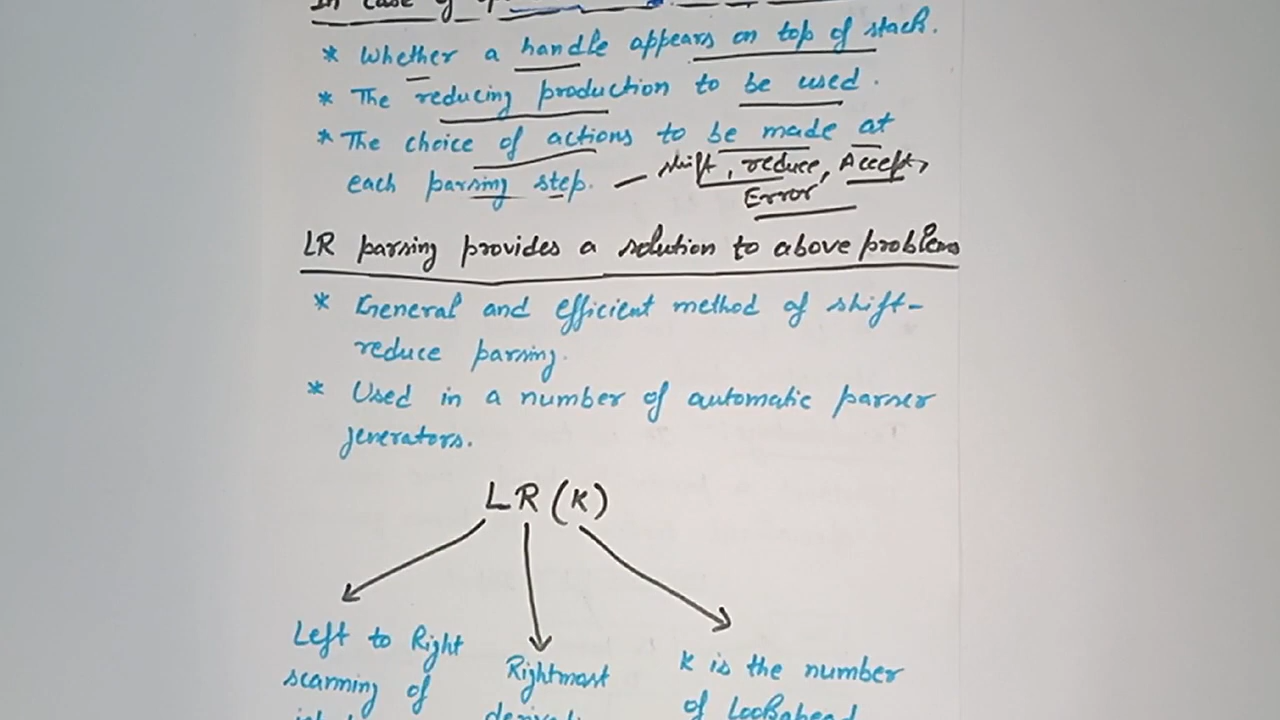 In case of
* Whether a handle appears on top of stack.
* The reducing production to be used.
* The choice of actions to be made at
each parsing step. — shift, reduce, Accept,
Error
LR parsing provides a solution to above problems
* General and efficient method of shift-
reduce parsing.
* Used in a number of automatic parser
generators.
LR(K)
Left to Right
scanning of
Rightmost
K is the number
of Lookahead